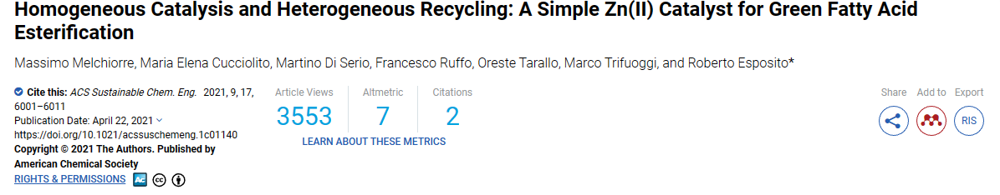 Homogeneous Catalysis and Heterogeneous Recycling: A Simple Zn(II) Catalyst for Green Fatty Acid
Esterification
Massimo Melchiorre, Maria Elena Cucciolito, Martino Di Serio, Francesco Ruffo, Oreste Tarallo, Marco Trifuoggi, and Roberto Esposito*
Cite this: ACS Sustainable Chem. Eng. 2021, 9, 17,
6001–6011
Publication Date: April 22, 2021
https://doi.org/10.1021/acssuschemeng.1c01140
Copyright © 2021 The Authors. Published by
American Chemical Society
RIGHTS & PERMISSIONS
Ac
cc
Article Views
3553
Altmetric
7
Citations
2
LEARN ABOUT THESE METRICS
Share
Add to
Export
RIS